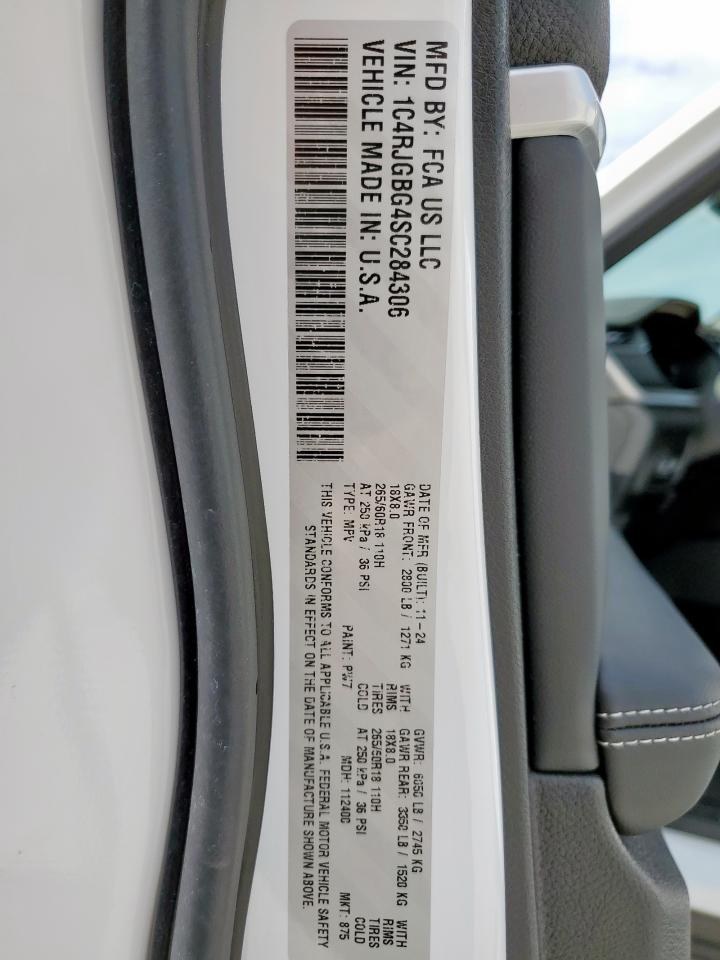 MFD BY: FCA US LLC
VIN: 1C4RJGBG4SC284306
VEHICLE MADE IN: U.S.A.
DATE OF MFR (BUILT): 11-24 GVWR: 6050 LB / 2745 KG
GAWR FRONT: 2800 LB / 1271 KG WITH GAWR REAR: 3350 LB / 1520 KG WITH
18X8.0 RIMS 18X8.0 RIMS
265/60R18 110H TIRES 265/60R18 110H TIRES
AT 250 kPa / 36 PSI COLD AT 250 kPa / 36 PSI COLD
TYPE: MPV PAINT: PW7 MDH: MKT: 875
THIS VEHICLE CONFORMS TO ALL APPLICABLE U.S.A. FEDERAL MOTOR VEHICLE SAFETY
STANDARDS IN EFFECT ON THE DATE OF MANUFACTURE SHOWN ABOVE.